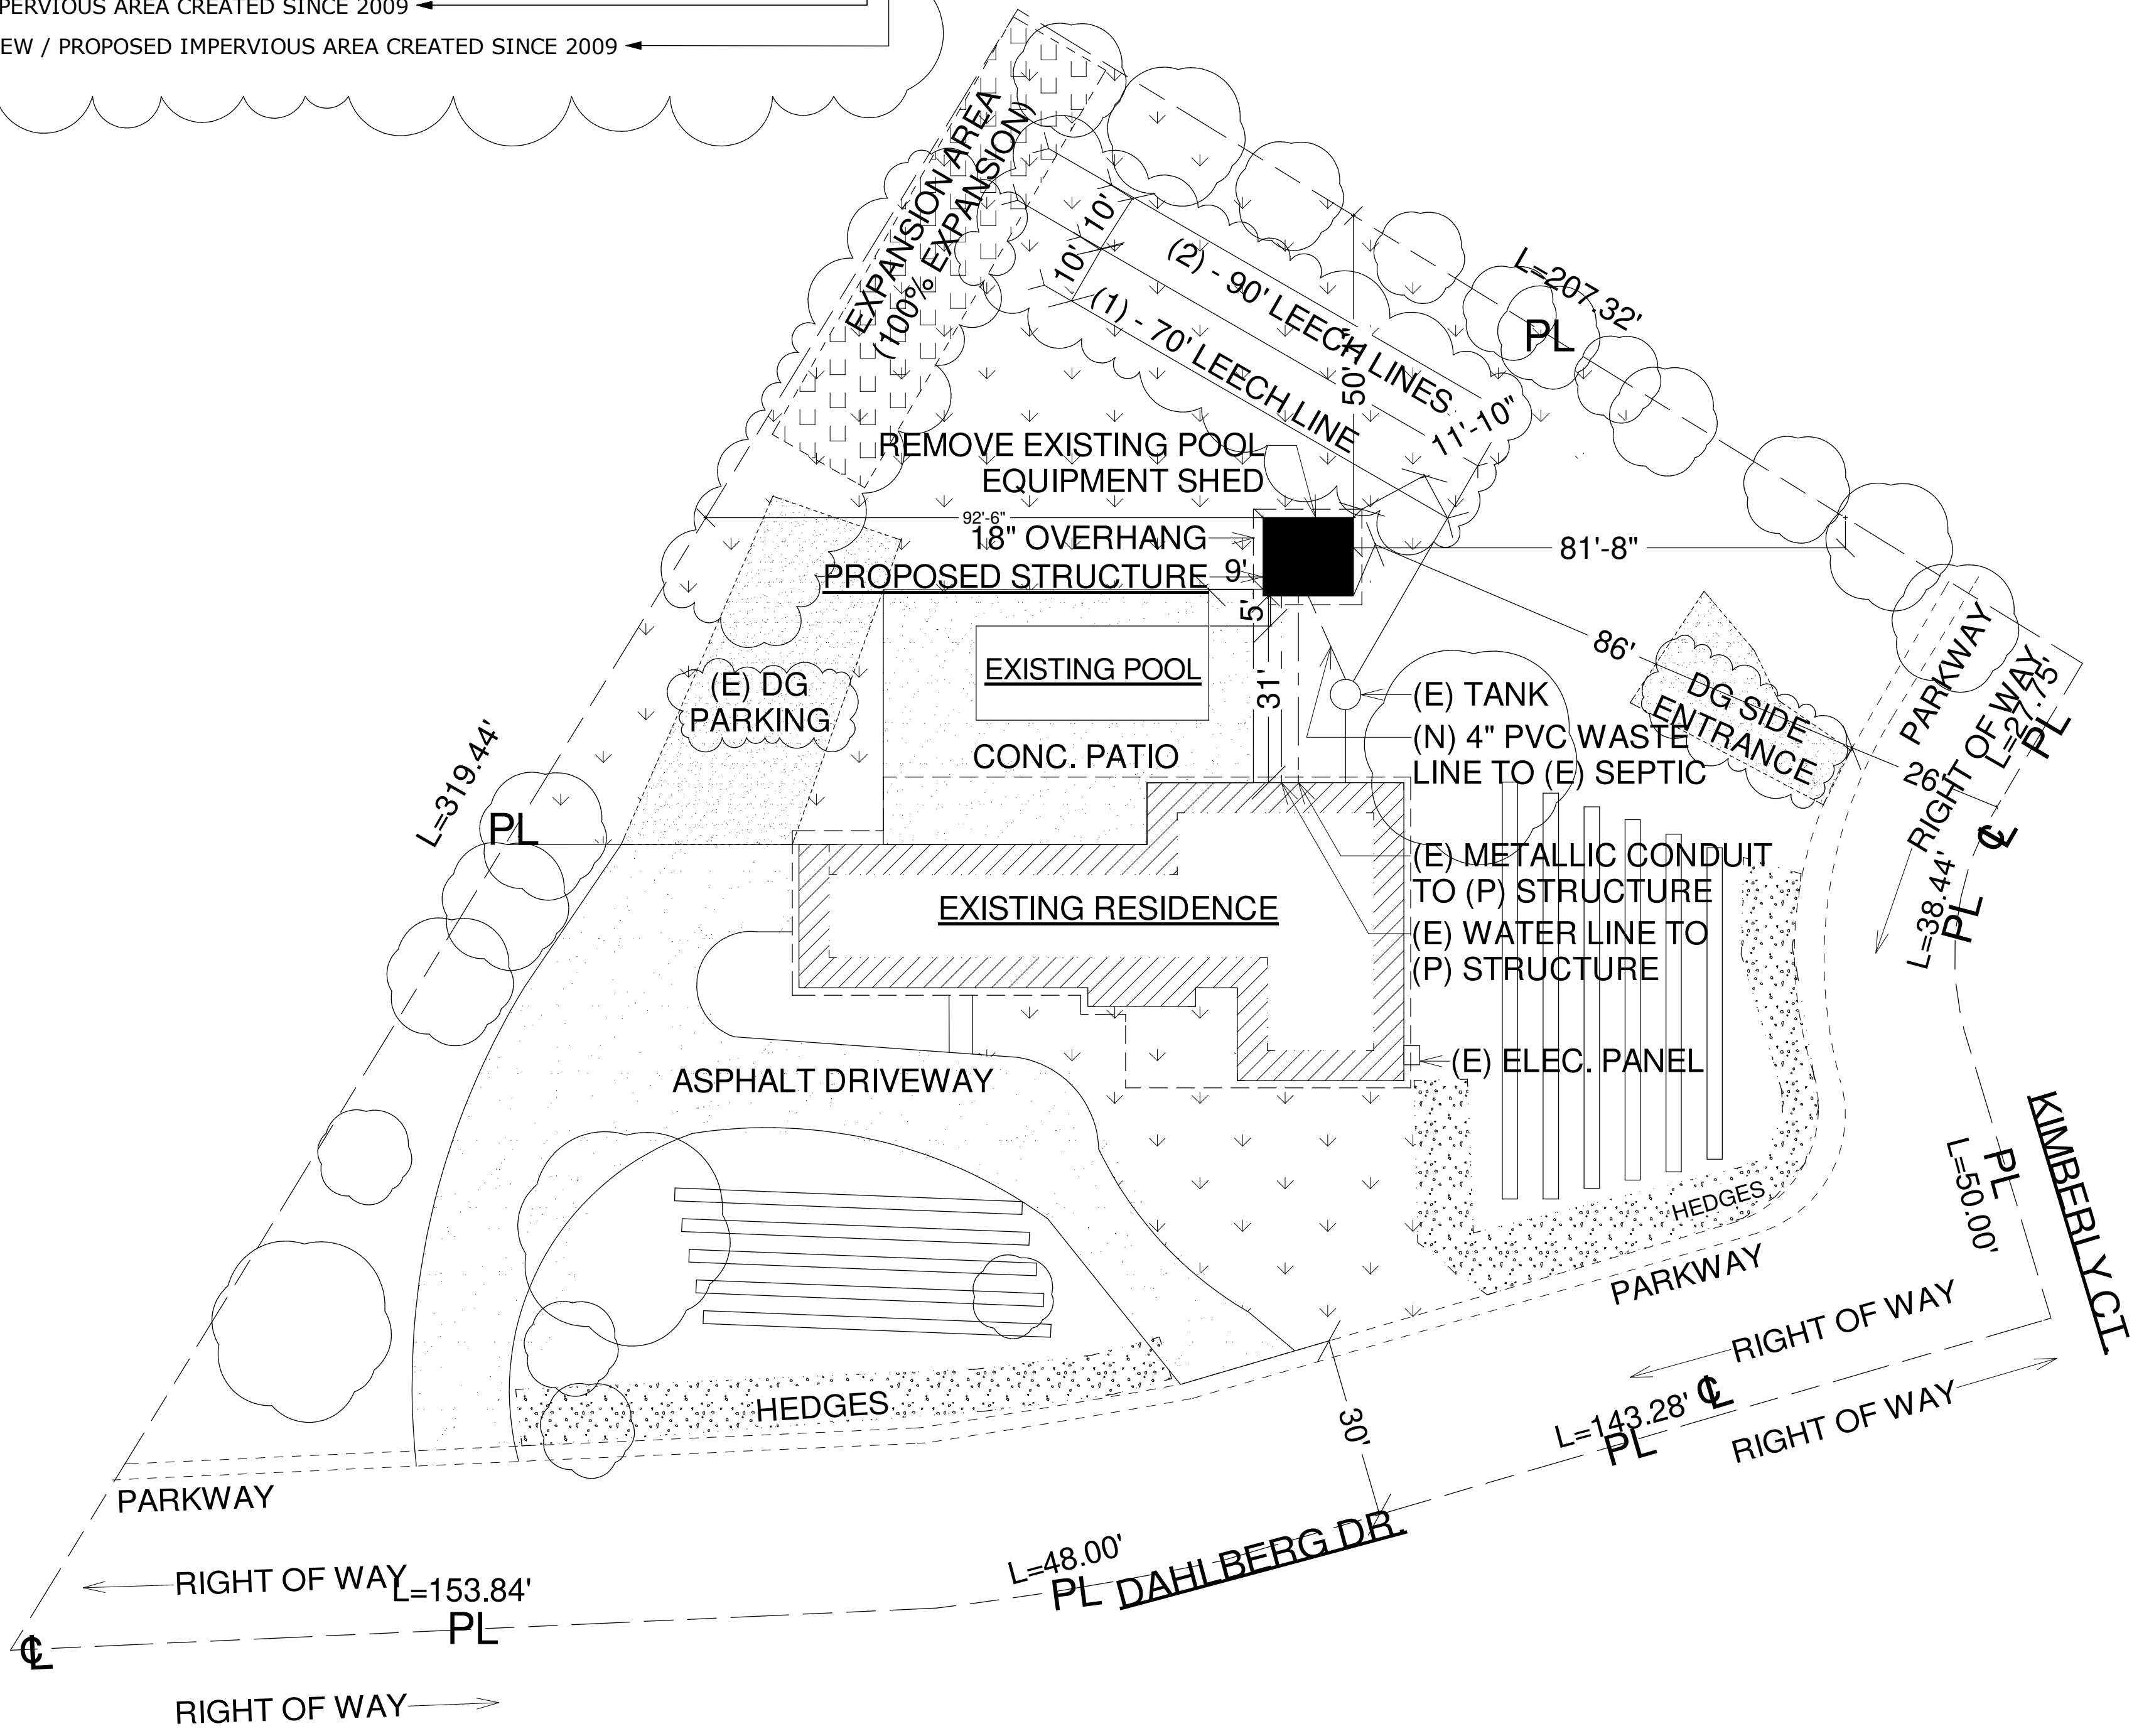 PERVIOUS AREA CREATED SINCE 2009
EW / PROPOSED IMPERVIOUS AREA CREATED SINCE 2009
EXPANSION AREA
(100% EXPANSION)
10'
10'
(2) - 90' LEECH LINES
(1) - 70' LEECH LINE
L=207.32'
PL
11'-10"
REMOVE EXISTING POOL
EQUIPMENT SHED
92'-6"
18" OVERHANG
PROPOSED STRUCTURE
9'
5'
81'-8"
86'
EXISTING POOL
31'
(E) DG
PARKING
CONC. PATIO
(E) TANK
(N) 4" PVC WASTE
LINE TO (E) SEPTIC
DG SIDE
ENTRANCE
PARKWAY
RIGHT OF WAY
L=27.75'
PL
26'
℄
L=319.44'
PL
(E) METALLIC CONDUIT
TO (P) STRUCTURE
(E) WATER LINE TO
(P) STRUCTURE
L=38.44'
PL
EXISTING RESIDENCE
(E) ELEC. PANEL
ASPHALT DRIVEWAY
KIMBERLY CT.
PL
L=50.00'
HEDGES
PARKWAY
RIGHT OF WAY
L=143.28' ℄
PL
RIGHT OF WAY
HEDGES
30'
PARKWAY
RIGHT OF WAY
L=153.84'
PL
L=48.00'
PL
DAHLBERG DR.
℄
RIGHT OF WAY